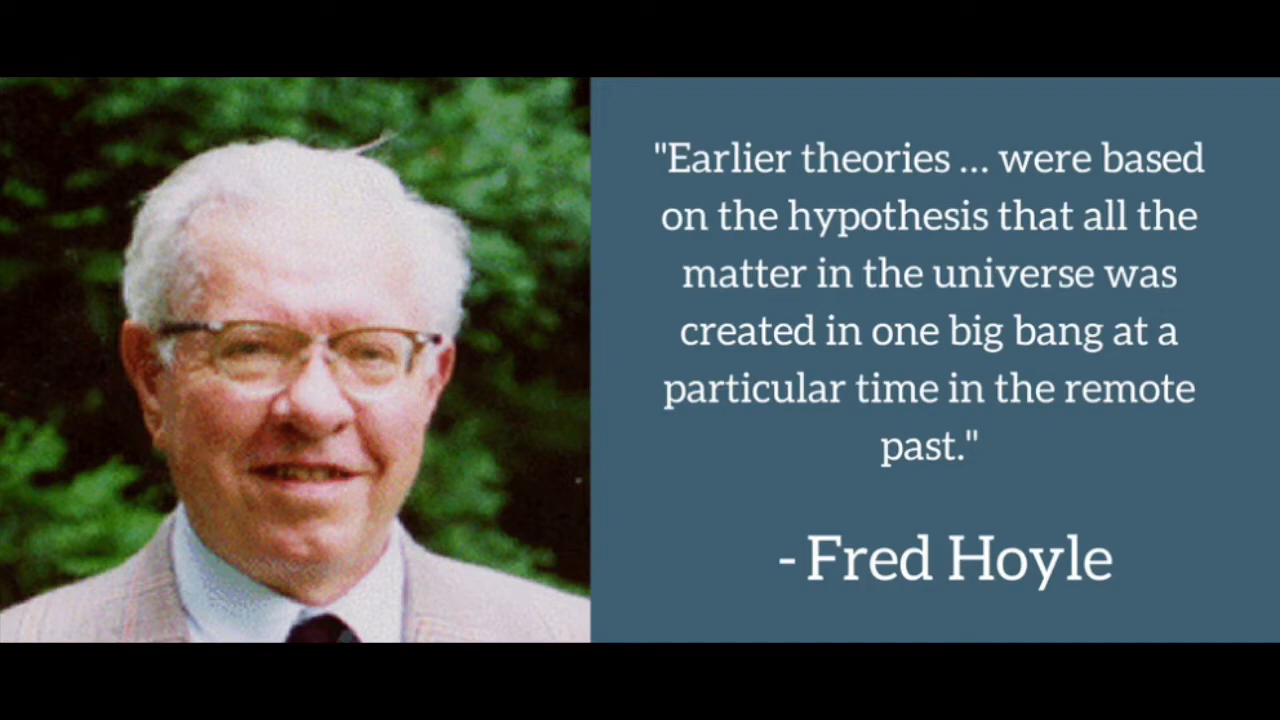 "Earlier theories ... were based
on the hypothesis that all the
matter in the universe was
created in one big bang at a
particular time in the remote
past."
- Fred Hoyle